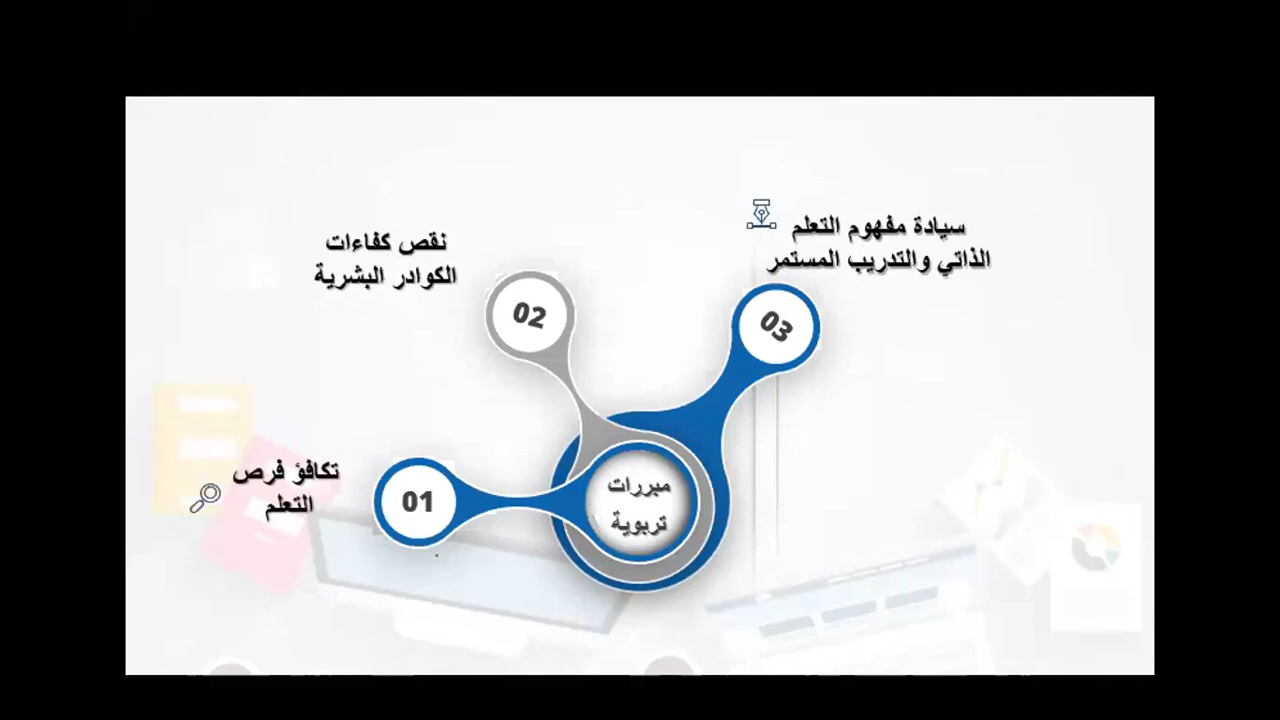 سيادة مفهوم التعلم
الذاتي والتدريب المستمر
03
نقص كفاءات
الكوادر البشرية
02
تكافؤ فرص
التعلم
01
مبررات
تربوية